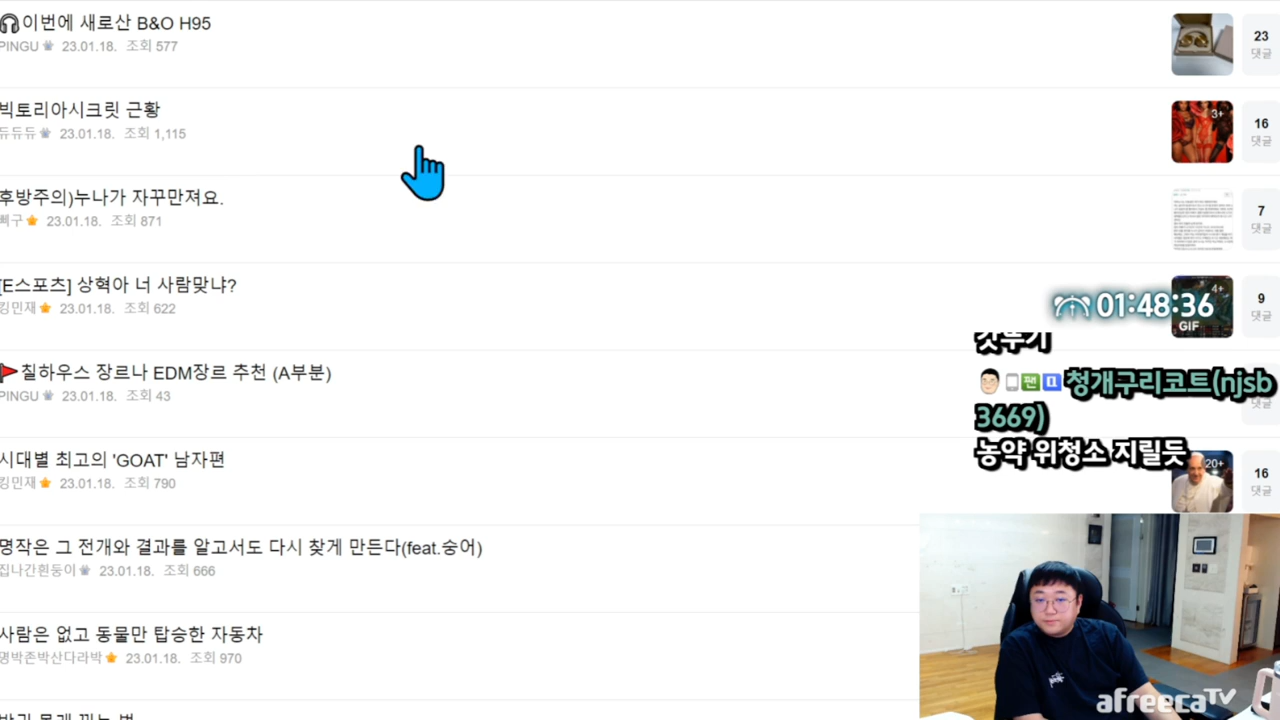 이번에 새로산 B&O H95
PINGU 23.01.18. 조회 577
23
댓글
빅토리아시크릿 근황
듀듀듀 23.01.18. 조회 1,115
3+
16
댓글
후방주의)누나가 자꾸만져요.
삐구 23.01.18. 조회 871
7
댓글
[E스포츠] 상혁아 너 사람맞냐?
킹민재 23.01.18. 조회 622
4+
GIF
9
댓글
01:48:36
칠하우스 장르나 EDM장르 추천 (A부분)
PINGU 23.01.18. 조회 43
댓글
청개구리코트(njsb
3669)
농약 위청소 지릴듯
시대별 최고의 'GOAT' 남자편
킹민재 23.01.18. 조회 790
20+
16
댓글
명작은 그 전개와 결과를 알고서도 다시 찾게 만든다(feat.숭어)
집나간흰둥이 23.01.18. 조회 666
사람은 없고 동물만 탑승한 자동차
명박존박산다라박 23.01.18. 조회 970
afreecaTV